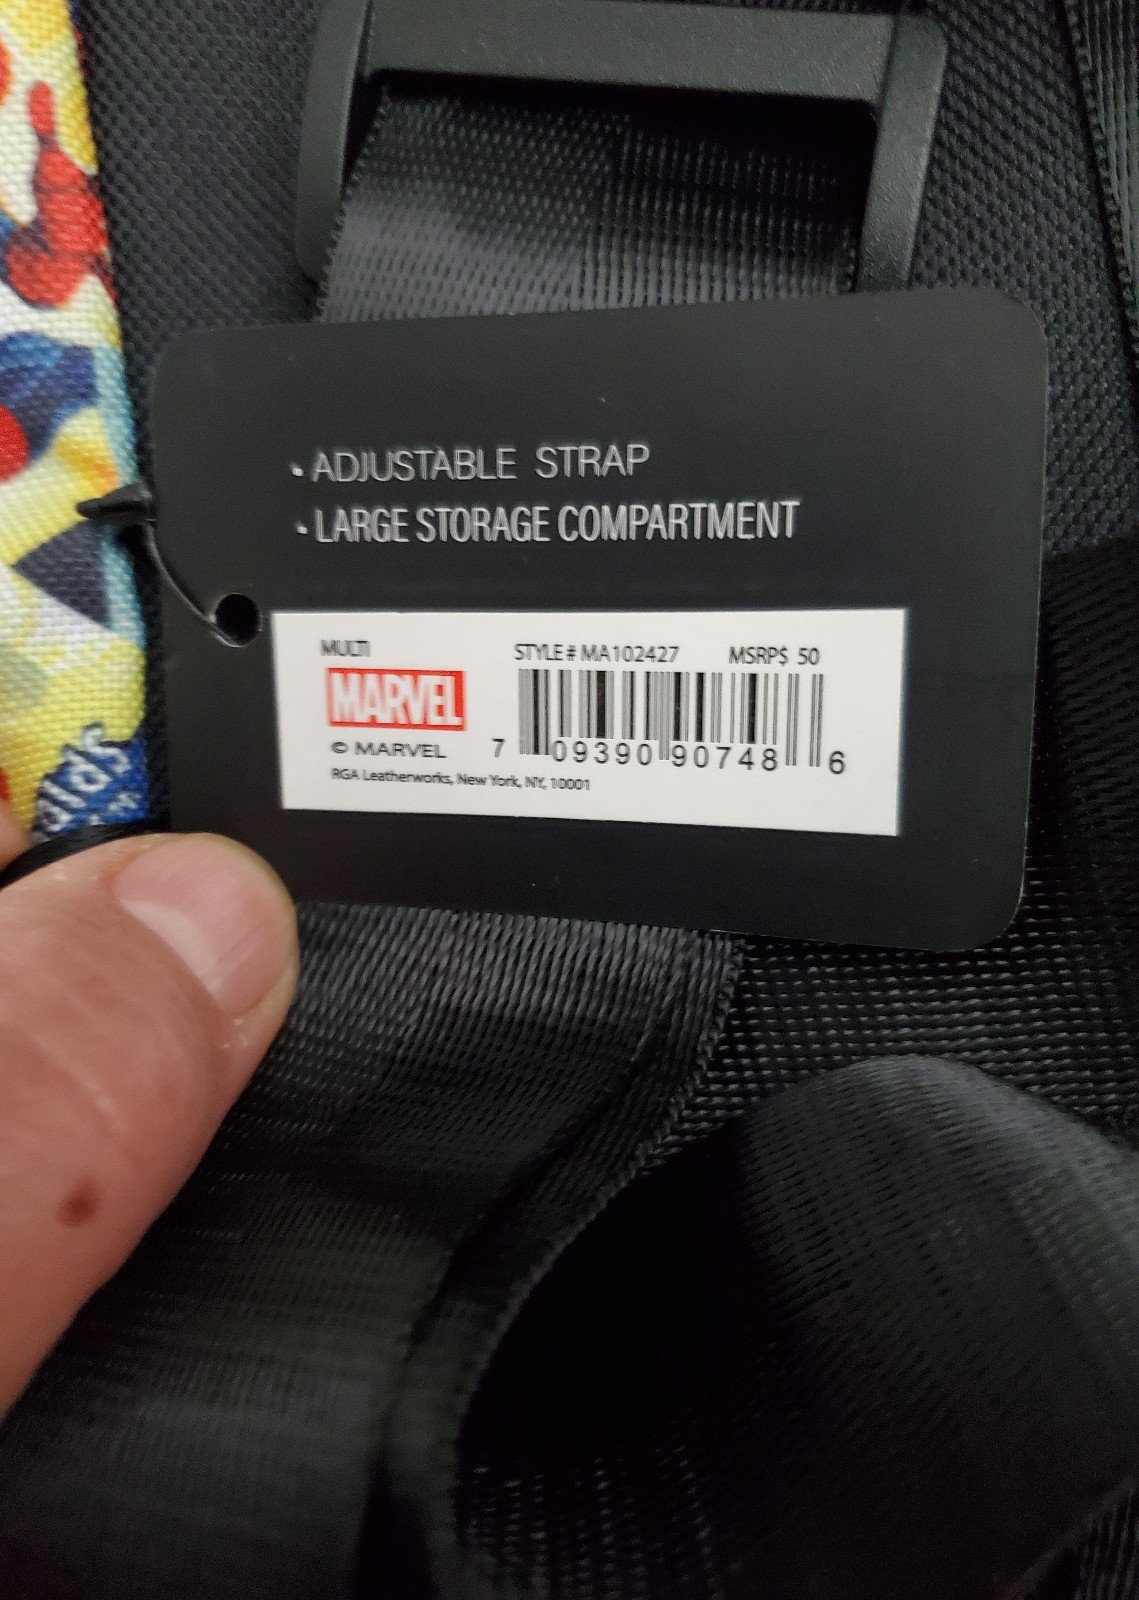 · ADJUSTABLE STRAP
· LARGE STORAGE COMPARTMENT
MULTI STYLE# MA102427 MSRP$ 50
MARVEL
© MARVEL
7 09390 90748 6
RGA Leatherworks, New York, NY, 10001